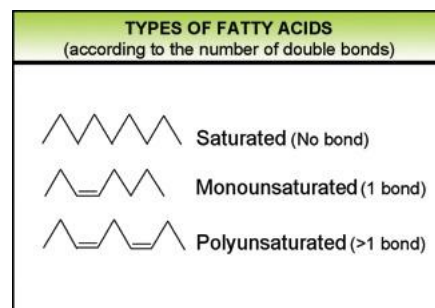 TYPES OF FATTY ACIDS
(according to the number of double bonds)
Saturated (No bond)
Monounsaturated (1 bond)
Polyunsaturated (>1 bond)